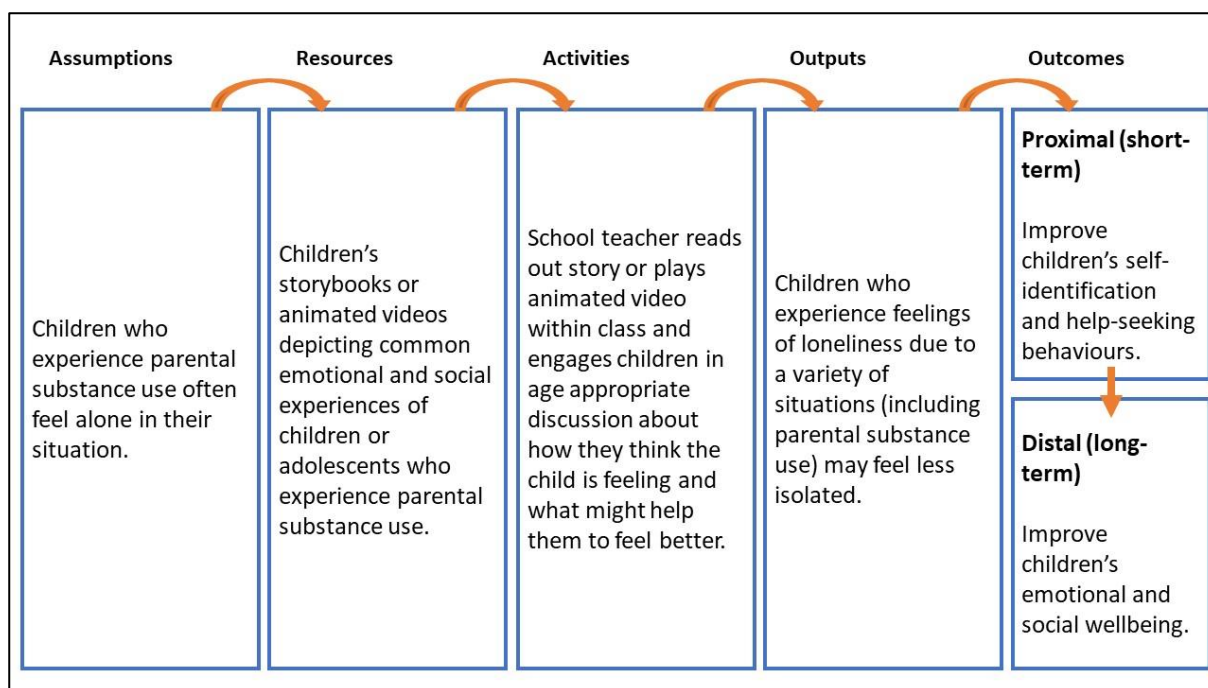 Assumptions
Resources
Activities
Outputs
Outcomes
Children who
experience parental
substance use often
feel alone in their
situation.
Children’s
storybooks or
animated videos
depicting common
emotional and social
experiences of
children or
adolescents who
experience parental
substance use.
School teacher reads
out story or plays
animated video
within class and
engages children in
age appropriate
discussion about
how they think the
child is feeling and
what might help
them to feel better.
Children who
experience feelings
of loneliness due to
a variety of
situations (including
parental substance
use) may feel less
isolated.
Proximal (short-
term)
Improve
children’s self-
identification
and help-seeking
behaviours.
Distal (long-
term)
Improve
children’s
emotional and
social wellbeing.